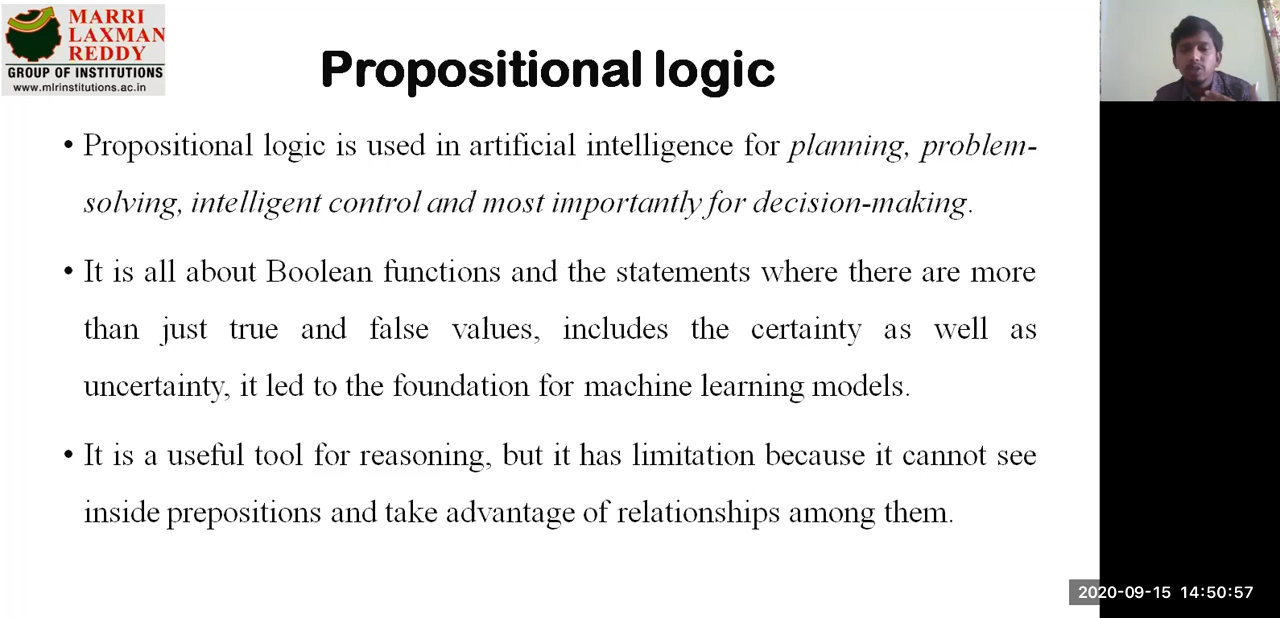 MARRI
LAXMAN
REDDY
GROUP OF INSTITUTIONS
www.mlrinstitutions.ac.in
Propositional logic
• Propositional logic is used in artificial intelligence for planning, problem-
solving, intelligent control and most importantly for decision-making.
• It is all about Boolean functions and the statements where there are more
than just true and false values, includes the certainty as well as
uncertainty, it led to the foundation for machine learning models.
• It is a useful tool for reasoning, but it has limitation because it cannot see
inside prepositions and take advantage of relationships among them.
2020-09-15 14:50:57